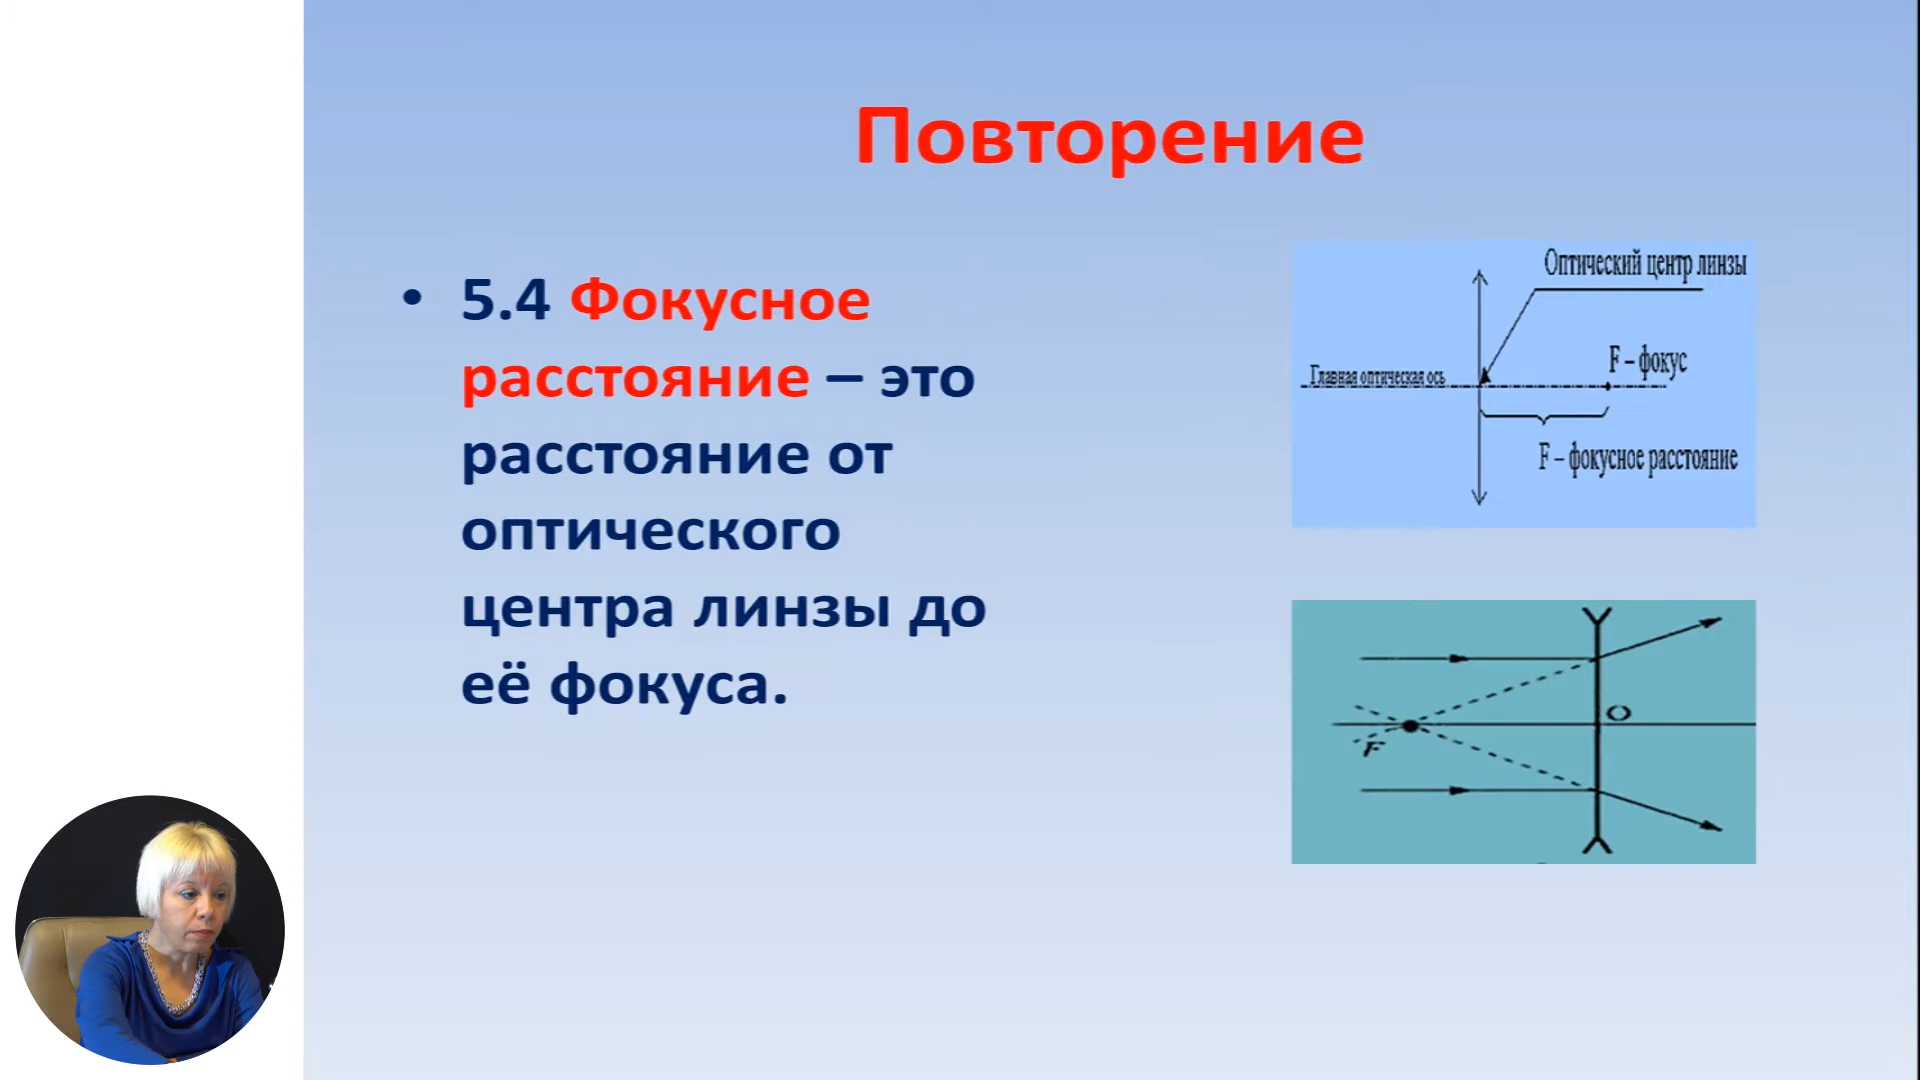 Повторение
• 5.4 Фокусное
расстояние – это
расстояние от
оптического
центра линзы до
её фокуса.
Оптический центр линзы
F – фокус
Главная оптическая ось
F – фокусное расстояние
O
F